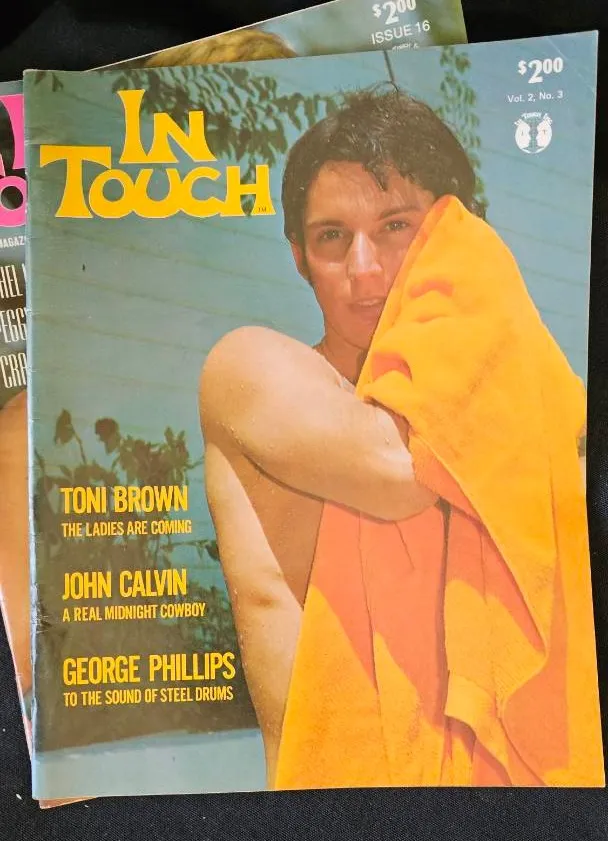 $2.00
ISSUE 16
$2.00
Vol. 2, No. 3
IN
TOUCH
TM
TONI BROWN
THE LADIES ARE COMING
JOHN CALVIN
A REAL MIDNIGHT COWBOY
GEORGE PHILLIPS
TO THE SOUND OF STEEL DRUMS